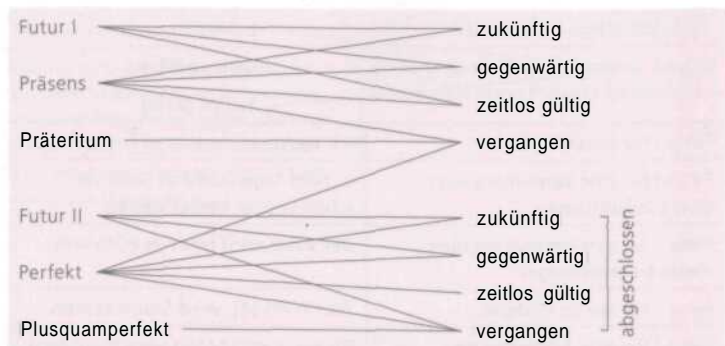 Futur I
zukünftig
gegenwärtig
Präsens
zeitlos gültig
Präteritum
vergangen
Futur II
zukünftig
gegenwärtig
Perfekt
zeitlos gültig
Plusquamperfekt
vergangen
abgeschlossen